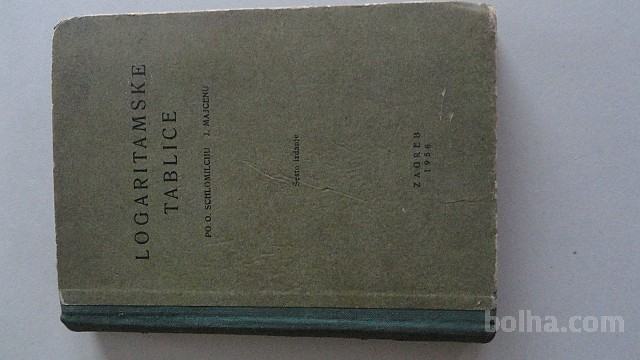 LOGARITAMSKE
TABLICE
PO O. SCHLÖMILCHU J. MAJCENU
Šesto izdanje
ZAGREB
1956
bolha.com